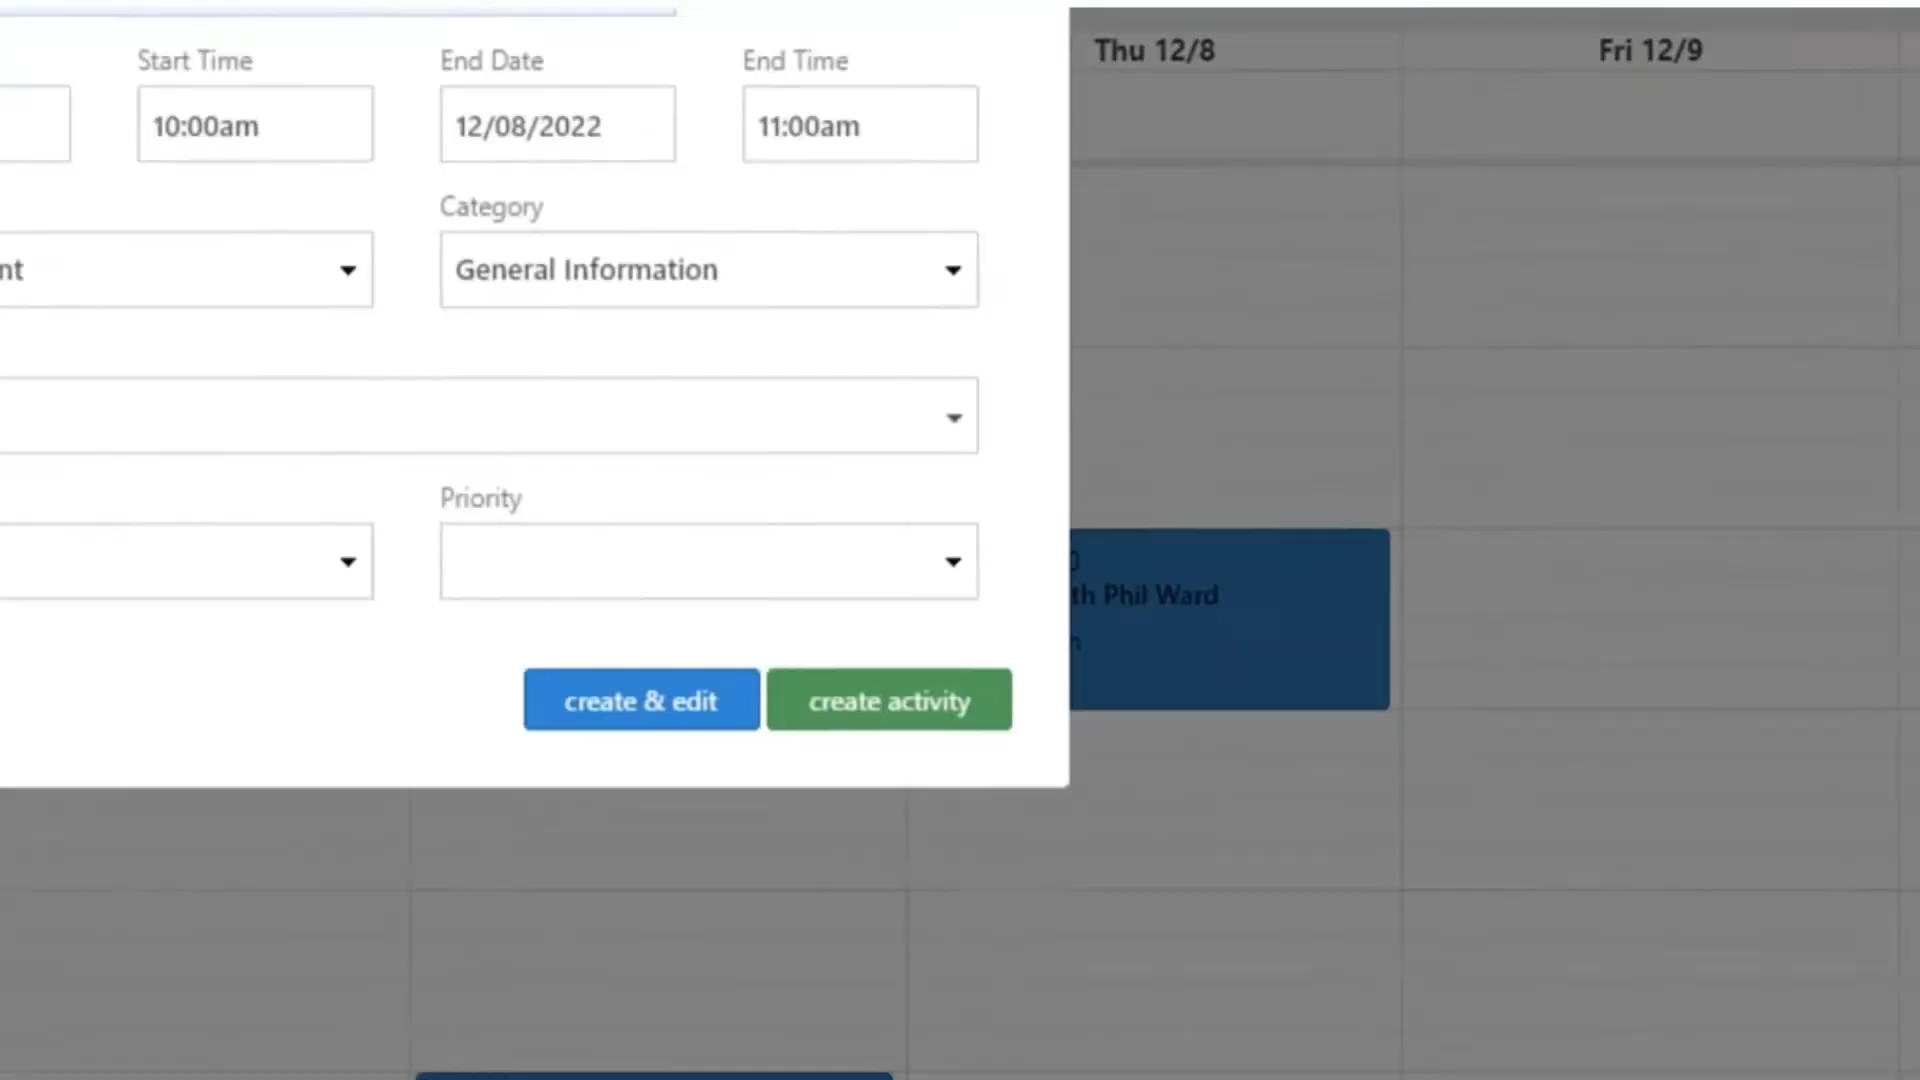 Thu 12/8
Fri 12/9
Start Time
End Date
End Time
10:00am
12/08/2022
11:00am
Category
nt
General Information
Priority
th Phil Ward
create & edit
create activity